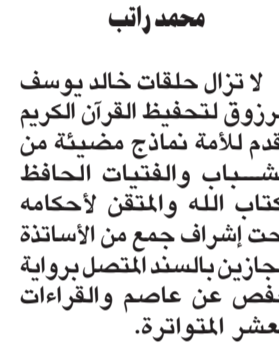 محمد راتب
لا تزال حلقات خالد يوسف
مرزوق لتحفيظ القرآن الكريم
قدم للأمة نماذج مضيئة من
شباب والفتيات الحافظ
كتاب الله والمتقن لأحكامه
حت إشراف جمع من الأساتذة
جازين بالسند المتصل برواية
فص عن عاصم والقراءات
عشر المتواترة.